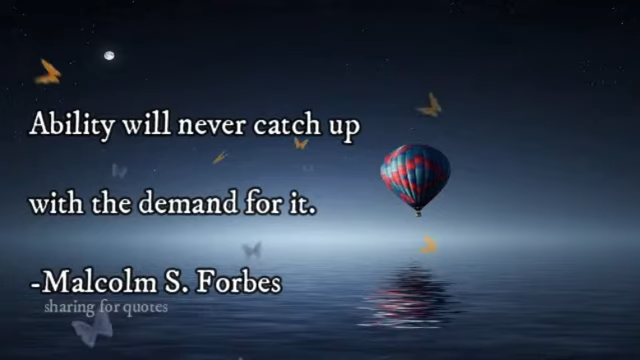 Ability will never catch up
with the demand for it.
-Malcolm S. Forbes
sharing for quotes